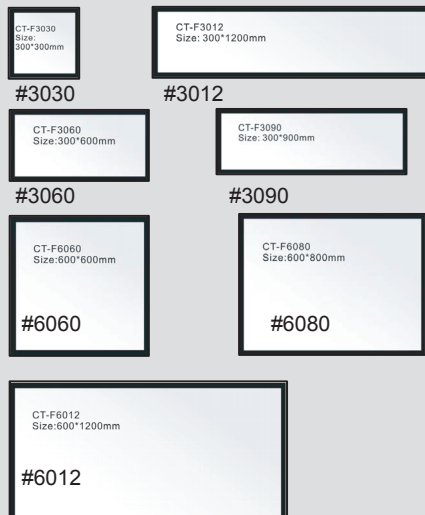 CT-F3030
Size:
300*300mm
#3030
CT-F3012
Size: 300*1200mm
#3012
CT-F3060
Size:300*600mm
#3060
CT-F3090
Size: 300*900mm
#3090
CT-F6060
Size:600*600mm
#6060
CT-F6080
Size:600*800mm
#6080
CT-F6012
Size:600*1200mm
#6012